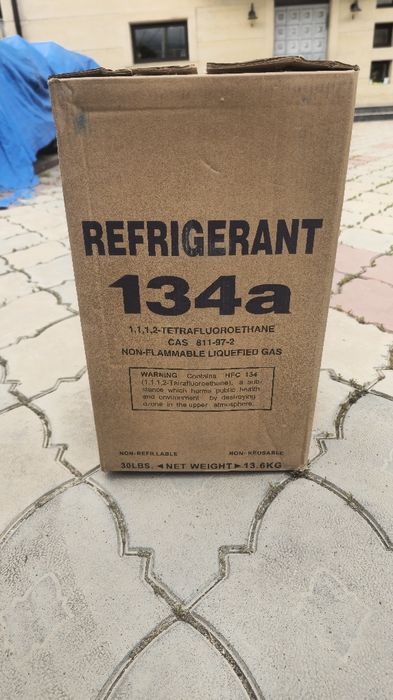 REFRIGERANT
134a
1,1,1,2-TETRAFLUOROETHANE
CAS 811-97-2
NON-FLAMMABLE LIQUEFIED GAS
WARNING Contains HFC 134
(1,1,1,2-Tetrafluoroethane), a sub-
stance which harms public health
and environment by destroying
ozone in the upper atmosphere.
NON-REFILLABLE NON-REUSABLE
30LBS. ◄NET WEIGHT► 13.6KG